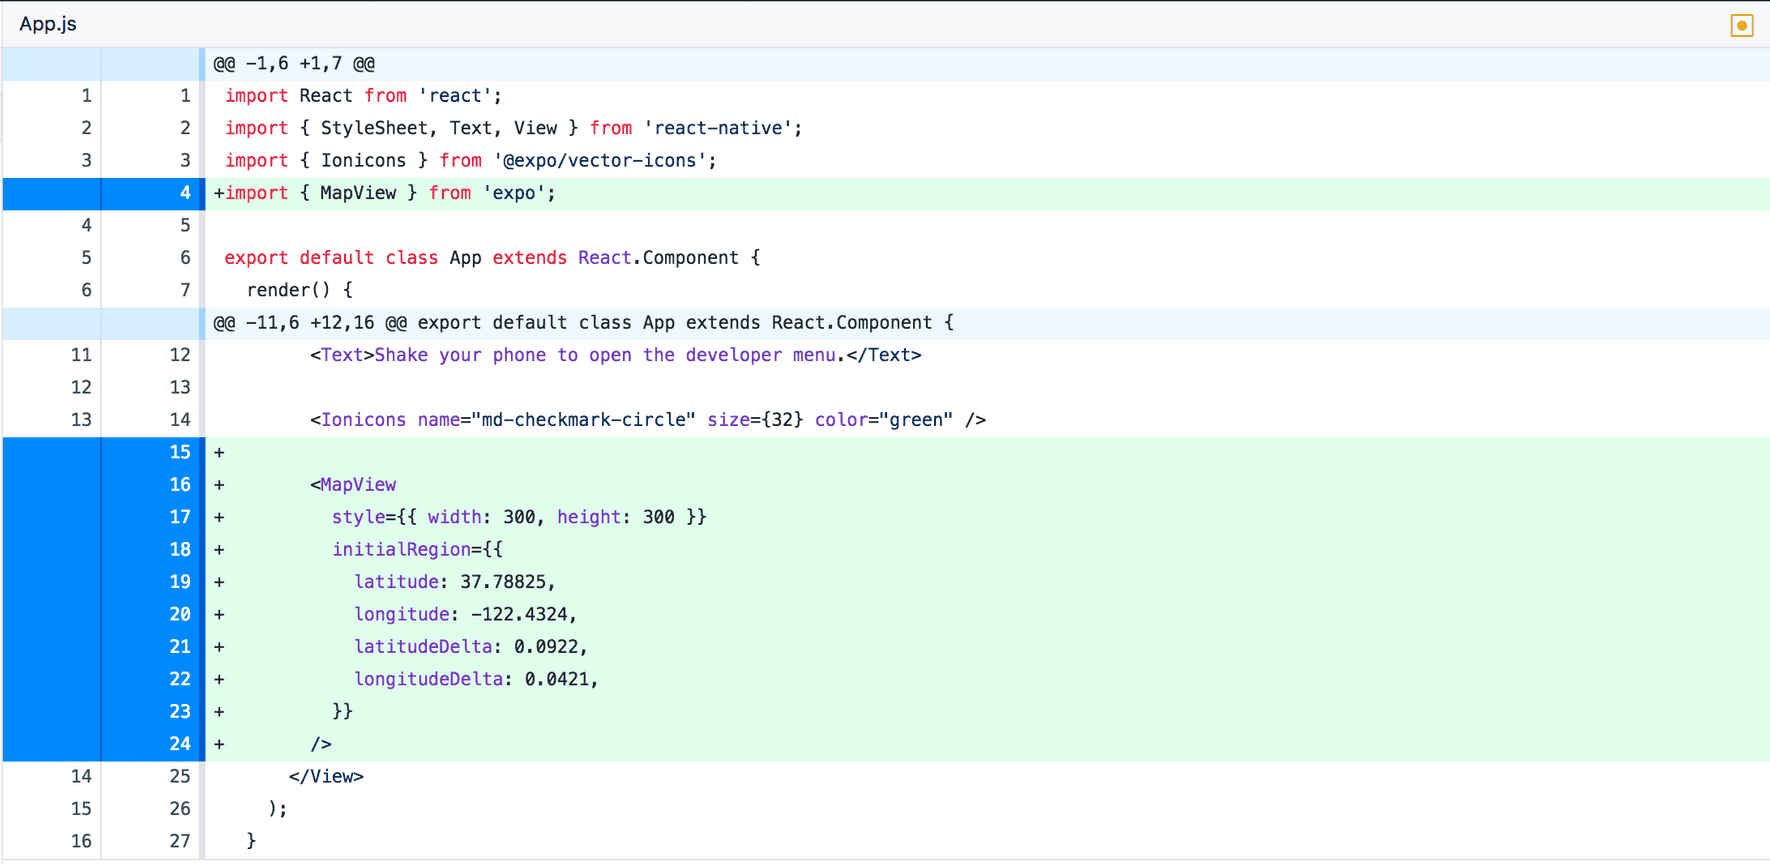 App.js
@@ -1,6 +1,7 @@
1 1 import React from 'react';
2 2 import { StyleSheet, Text, View } from 'react-native';
3 3 import { Ionicons } from '@expo/vector-icons';
4 +import { MapView } from 'expo';
4 5
5 6 export default class App extends React.Component {
6 7 render() {
@@ -11,6 +12,16 @@ export default class App extends React.Component {
11 12 <Text>Shake your phone to open the developer menu.</Text>
12 13
13 14 <Ionicons name="md-checkmark-circle" size={32} color="green" />
15 +
16 + <MapView
17 + style={{ width: 300, height: 300 }}
18 + initialRegion={{
19 + latitude: 37.78825,
20 + longitude: -122.4324,
21 + latitudeDelta: 0.0922,
22 + longitudeDelta: 0.0421,
23 + }}
24 + />
14 25 </View>
15 26 );
16 27 }